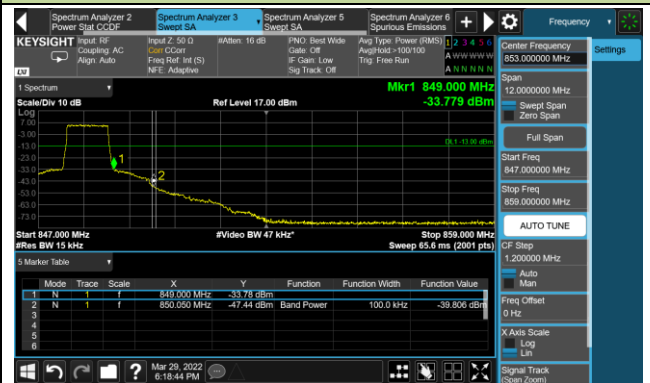 Spectrum Analyzer 2
Power Stat CCDF
Spectrum Analyzer 3
Swept SA
Spectrum Analyzer 5
Swept SA
Spectrum Analyzer 6
Spurious Emissions
Frequency
KEYSIGHT
Input: RF
Coupling: AC
Align: Auto
Input Z: 50 Ω
Corr CCorr
Freq Ref: Int (S)
NFE: Adaptive
#Atten: 16 dB
PNO: Best Wide
Gate: Off
IF Gain: Low
Sig Track: Off
Avg Type: Power (RMS)
Avg|Hold >100/100
Trig: Free Run
1 2 3 4 5 6
A W W W W W
A N N N N N
LXI
1 Spectrum
Scale/Div 10 dB
Ref Level 17.00 dBm
Mkr1 849.000 MHz
-33.779 dBm
Log
7.00
-3.00
-13.0
-23.0
-33.0
-43.0
-53.0
-63.0
-73.0
DL1 -13.00 dBm
1
2
Start 847.000 MHz
#Video BW 47 kHz*
Stop 859.000 MHz
#Res BW 15 kHz
Sweep 65.6 ms (2001 pts)
5 Marker Table
Mode Trace Scale X Y Function Function Width Function Value
1 N 1 f 849.000 MHz -33.78 dBm
2 N 1 f 850.050 MHz -47.44 dBm Band Power 100.0 kHz -39.806 dBm
3
4
5
6
Mar 29, 2022
6:18:44 PM
Center Frequency
853.000000 MHz
Settings
Span
12.0000000 MHz
Swept Span
Zero Span
Full Span
Start Freq
847.000000 MHz
Stop Freq
859.000000 MHz
AUTO TUNE
CF Step
1.200000 MHz
Auto
Man
Freq Offset
0 Hz
X Axis Scale
Log
Lin
Signal Track
(Span Zoom)